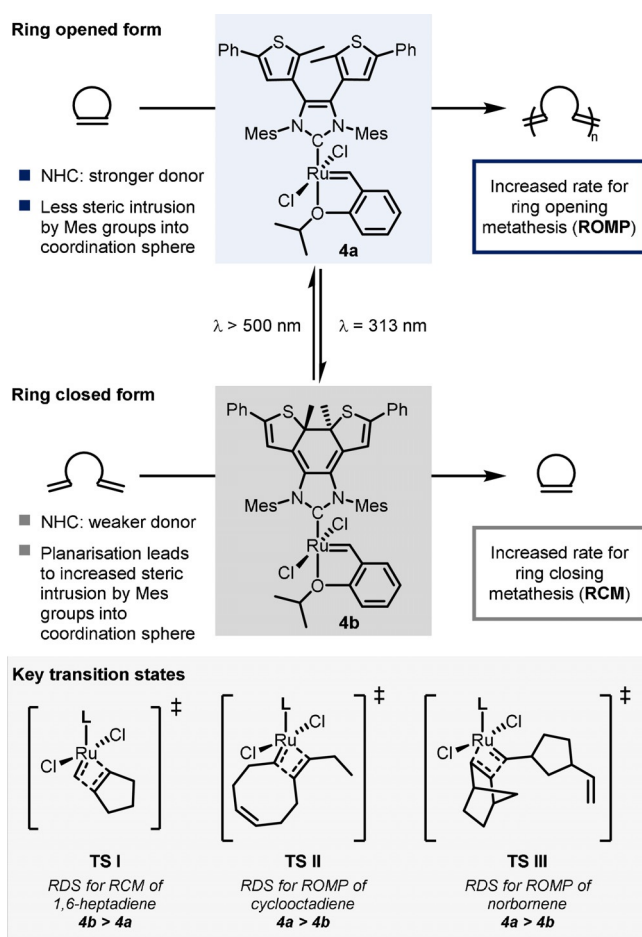 Ring opened form
Ph
S
S
Ph
N
N
Mes
Mes
C
Cl
Ru
Cl
O
4a
n
NHC: stronger donor
Less steric intrusion
by Mes groups into
coordination sphere
Increased rate for
ring opening
metathesis (ROMP)
λ > 500 nm
λ = 313 nm
Ring closed form
Ph
S
S
Ph
N
N
Mes
Mes
C
Cl
Ru
Cl
O
4b
NHC: weaker donor
Planarisation leads
to increased steric
intrusion by Mes
groups into
coordination sphere
Increased rate for
ring closing
metathesis (RCM)
Key transition states
L
Ru
Cl
Cl
‡
TS I
RDS for RCM of
1,6-heptadiene
4b > 4a
L
Ru
Cl
Cl
‡
TS II
RDS for ROMP of
cyclooctadiene
4a > 4b
L
Ru
Cl
Cl
‡
TS III
RDS for ROMP of
norbornene
4a > 4b